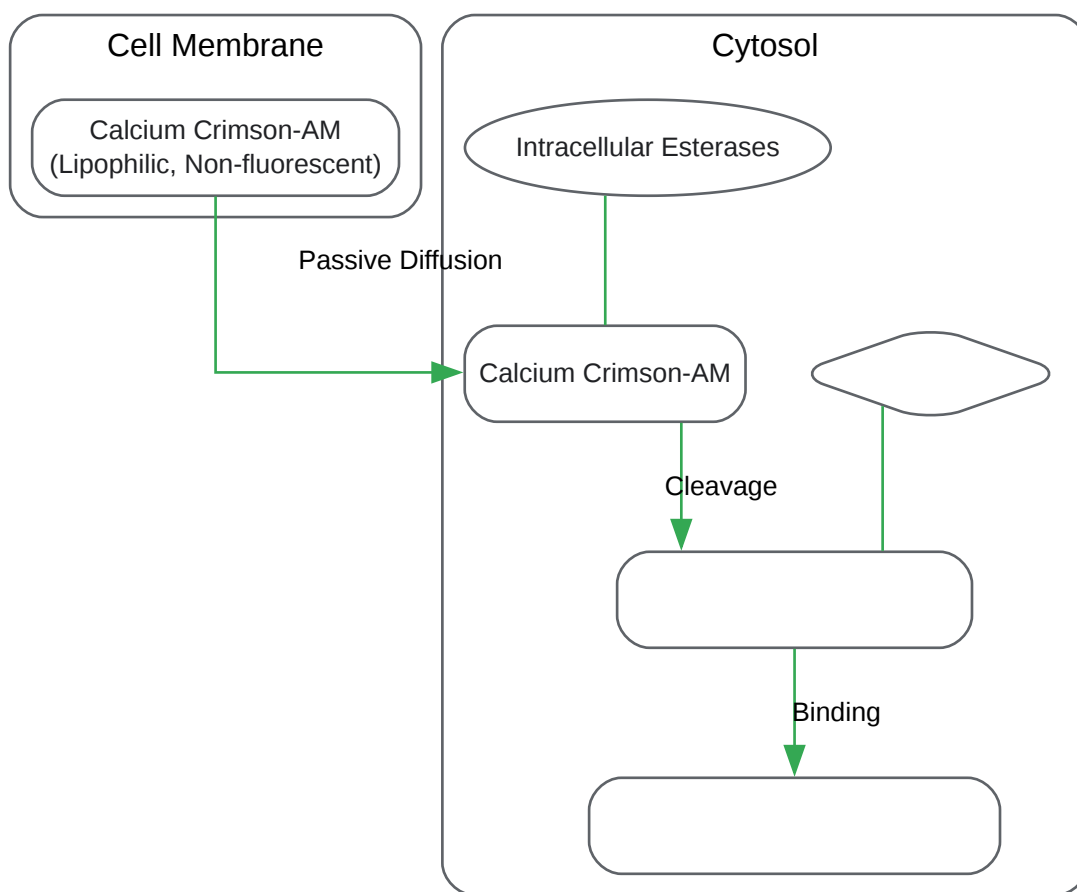 Cell Membrane
Cytosol
Calcium Crimson-AM
(Lipophilic, Non-fluorescent)
Intracellular Esterases
Passive Diffusion
Calcium Crimson-AM
Cleavage
Binding